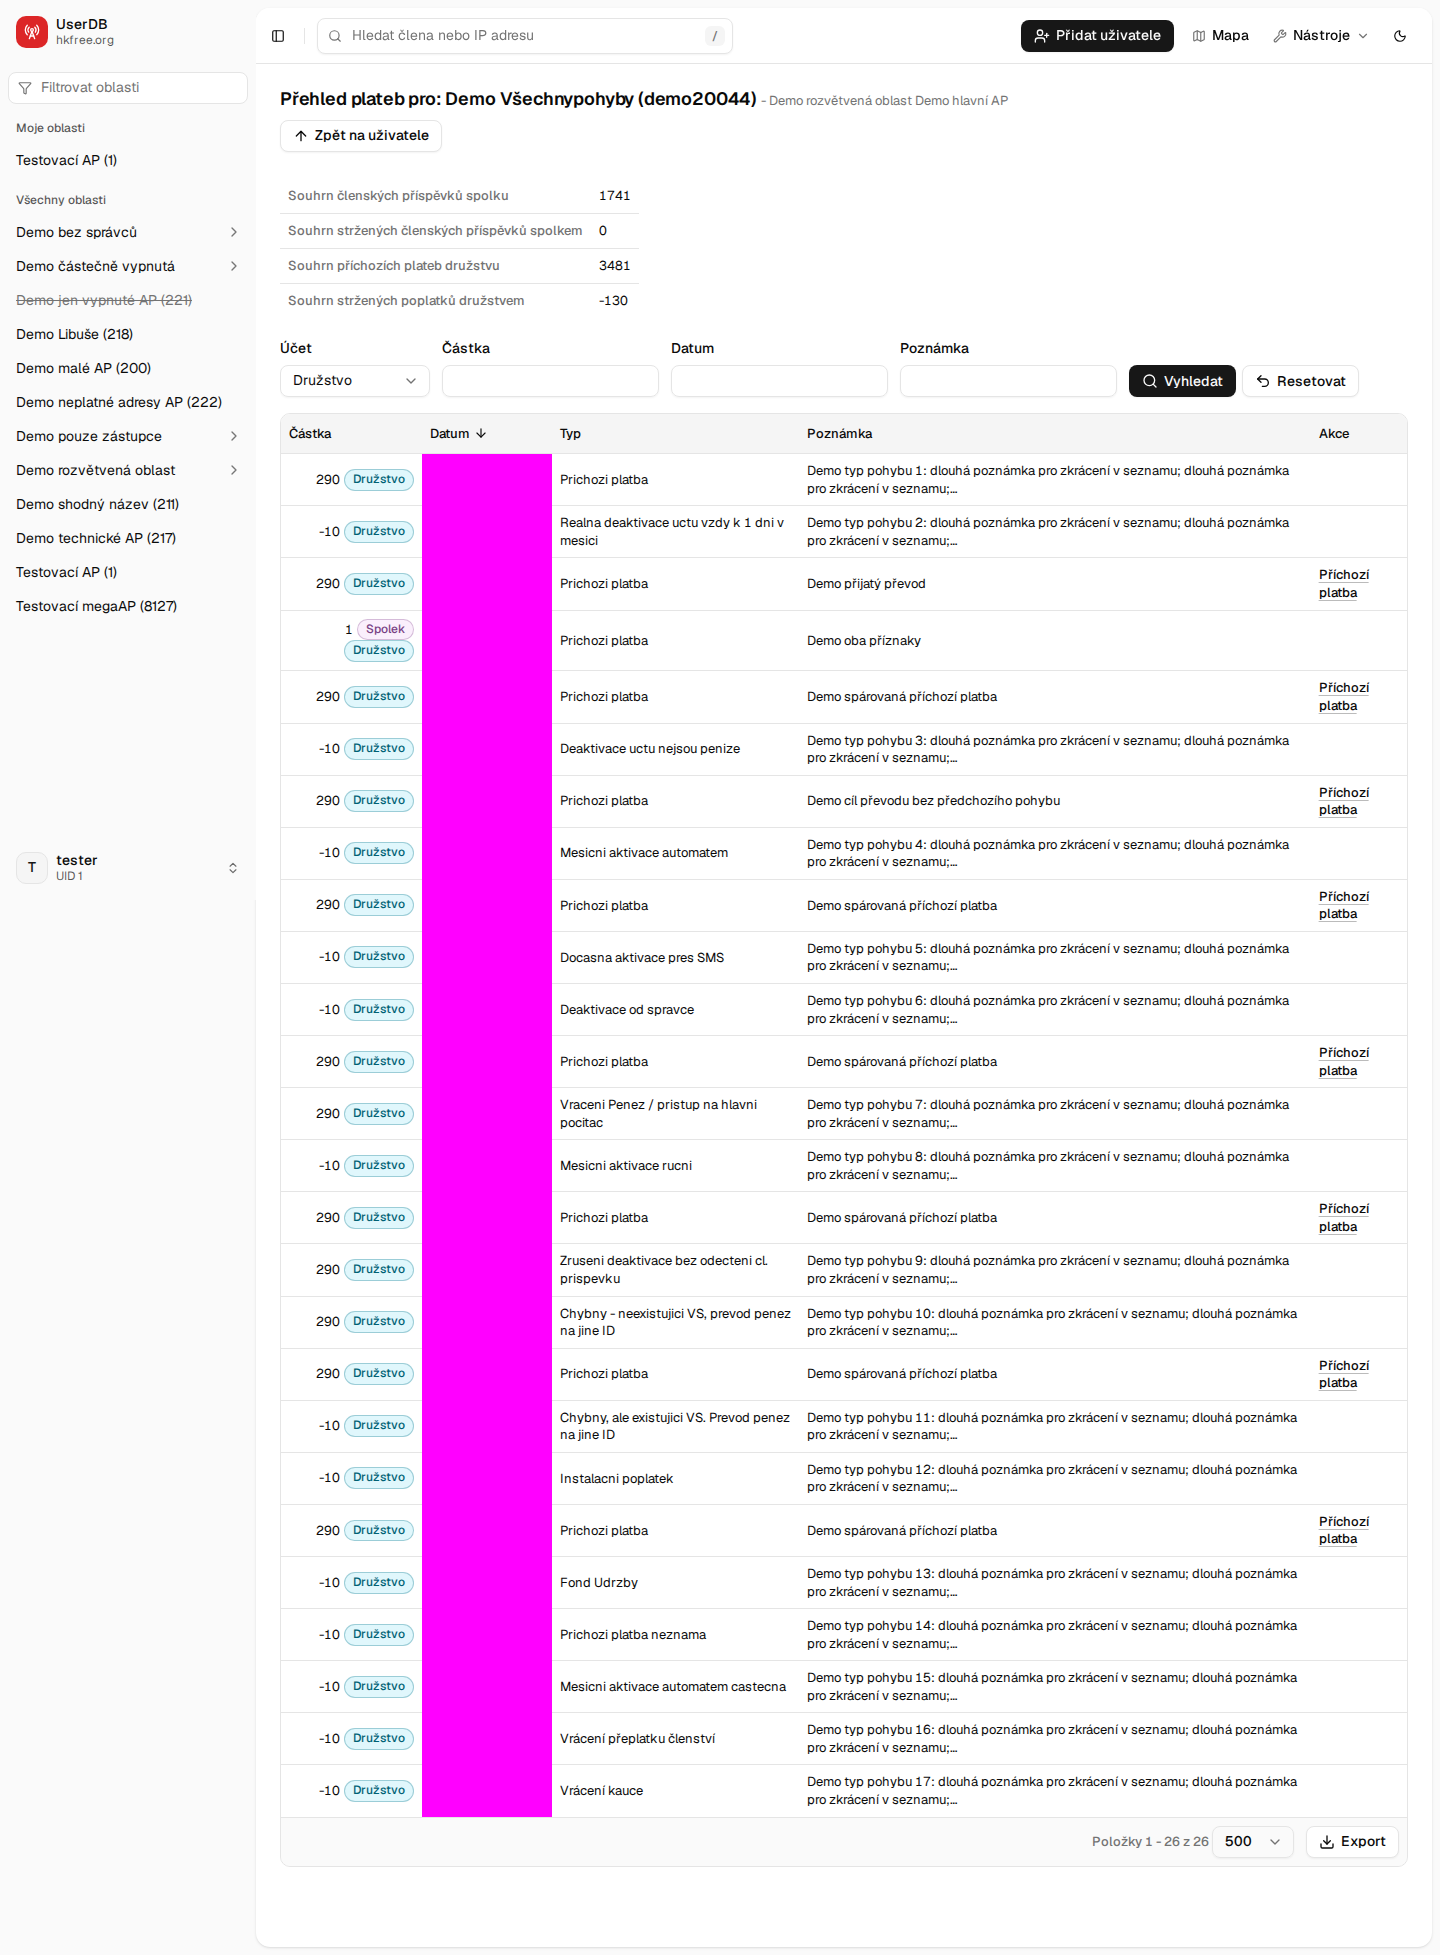 UserDB
hkfree.org
Filtrovat oblasti
Moje oblasti
Testovací AP (1)
Všechny oblasti
Demo bez správců
Demo částečně vypnutá
Demo jen vypnuté AP (221)
Demo Libuše (218)
Demo malé AP (200)
Demo neplatné adresy AP (222)
Demo pouze zástupce
Demo rozvětvená oblast
Demo shodný název (211)
Demo technické AP (217)
Testovací AP (1)
Testovací megaAP (8127)
T
tester
UID 1
Hledat člena nebo IP adresu /
Přidat uživatele
Mapa
Nástroje
Přehled plateb pro: Demo Všechnypohyby (demo20044) - Demo rozvětvená oblast Demo hlavní AP
Zpět na uživatele
Souhrn členských příspěvků spolku 1741
Souhrn stržených členských příspěvků spolkem 0
Souhrn příchozích plateb družstvu 3481
Souhrn stržených poplatků družstvem -130
Účet Částka Datum Poznámka
Družstvo Vyhledat Resetovat
Částka Datum Typ Poznámka Akce
290 Družstvo Prichozi platba Demo typ pohybu 1: dlouhá poznámka pro zkrácení v seznamu; dlouhá poznámka
pro zkrácení v seznamu;…
-10 Družstvo Realna deaktivace uctu vzdy k 1 dni v
mesici
Demo typ pohybu 2: dlouhá poznámka pro zkrácení v seznamu; dlouhá poznámka
pro zkrácení v seznamu;…
290 Družstvo Prichozi platba Demo přijatý převod Příchozí
platba
1 Spolek
Družstvo
Prichozi platba Demo oba příznaky
290 Družstvo Prichozi platba Demo spárovaná příchozí platba Příchozí
platba
-10 Družstvo Deaktivace uctu nejsou penize Demo typ pohybu 3: dlouhá poznámka pro zkrácení v seznamu; dlouhá poznámka
pro zkrácení v seznamu;…
290 Družstvo Prichozi platba Demo cíl převodu bez předchozího pohybu Příchozí
platba
-10 Družstvo Mesicni aktivace automatem Demo typ pohybu 4: dlouhá poznámka pro zkrácení v seznamu; dlouhá poznámka
pro zkrácení v seznamu;…
290 Družstvo Prichozi platba Demo spárovaná příchozí platba Příchozí
platba
-10 Družstvo Docasna aktivace pres SMS Demo typ pohybu 5: dlouhá poznámka pro zkrácení v seznamu; dlouhá poznámka
pro zkrácení v seznamu;…
-10 Družstvo Deaktivace od spravce Demo typ pohybu 6: dlouhá poznámka pro zkrácení v seznamu; dlouhá poznámka
pro zkrácení v seznamu;…
290 Družstvo Prichozi platba Demo spárovaná příchozí platba Příchozí
platba
290 Družstvo Vraceni Penez / pristup na hlavni
pocitac
Demo typ pohybu 7: dlouhá poznámka pro zkrácení v seznamu; dlouhá poznámka
pro zkrácení v seznamu;…
-10 Družstvo Mesicni aktivace rucni Demo typ pohybu 8: dlouhá poznámka pro zkrácení v seznamu; dlouhá poznámka
pro zkrácení v seznamu;…
290 Družstvo Prichozi platba Demo spárovaná příchozí platba Příchozí
platba
290 Družstvo Zruseni deaktivace bez odecteni cl.
prispevku
Demo typ pohybu 9: dlouhá poznámka pro zkrácení v seznamu; dlouhá poznámka
pro zkrácení v seznamu;…
290 Družstvo Chybny - neexistujici VS, prevod penez
na jine ID
Demo typ pohybu 10: dlouhá poznámka pro zkrácení v seznamu; dlouhá poznámka
pro zkrácení v seznamu;…
290 Družstvo Prichozi platba Demo spárovaná příchozí platba Příchozí
platba
-10 Družstvo Chybny, ale existujici VS. Prevod penez
na jine ID
Demo typ pohybu 11: dlouhá poznámka pro zkrácení v seznamu; dlouhá poznámka
pro zkrácení v seznamu;…
-10 Družstvo Instalacni poplatek Demo typ pohybu 12: dlouhá poznámka pro zkrácení v seznamu; dlouhá poznámka
pro zkrácení v seznamu;…
290 Družstvo Prichozi platba Demo spárovaná příchozí platba Příchozí
platba
-10 Družstvo Fond Udrzby Demo typ pohybu 13: dlouhá poznámka pro zkrácení v seznamu; dlouhá poznámka
pro zkrácení v seznamu;…
-10 Družstvo Prichozi platba neznama Demo typ pohybu 14: dlouhá poznámka pro zkrácení v seznamu; dlouhá poznámka
pro zkrácení v seznamu;…
-10 Družstvo Mesicni aktivace automatem castecna Demo typ pohybu 15: dlouhá poznámka pro zkrácení v seznamu; dlouhá poznámka
pro zkrácení v seznamu;…
-10 Družstvo Vrácení přeplatku členství Demo typ pohybu 16: dlouhá poznámka pro zkrácení v seznamu; dlouhá poznámka
pro zkrácení v seznamu;…
-10 Družstvo Vrácení kauce Demo typ pohybu 17: dlouhá poznámka pro zkrácení v seznamu; dlouhá poznámka
pro zkrácení v seznamu;…
Položky 1 - 26 z 26 500 Export